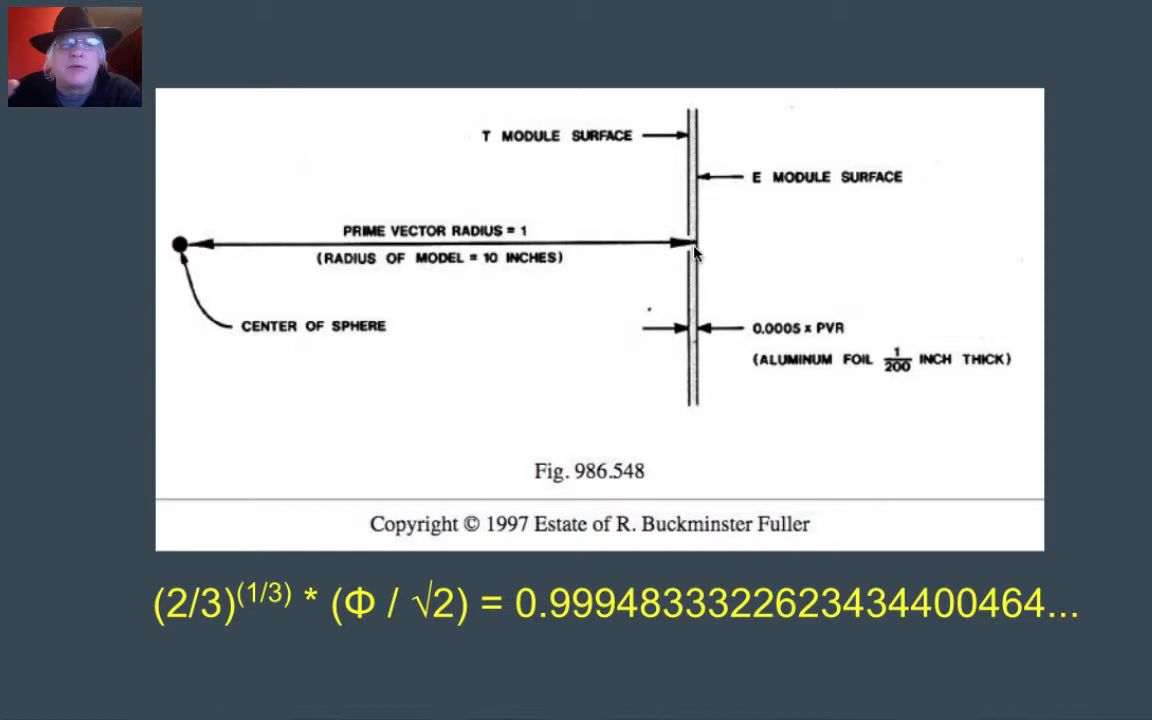 T MODULE SURFACE
E MODULE SURFACE
PRIME VECTOR RADIUS = 1
(RADIUS OF MODEL = 10 INCHES)
CENTER OF SPHERE
0.0005 x PVR
(ALUMINUM FOIL 1/200 INCH THICK)
Fig. 986.548
Copyright © 1997 Estate of R. Buckminster Fuller
(2/3)^(1/3) * (Φ / √2) = 0.9994833322623434400464...